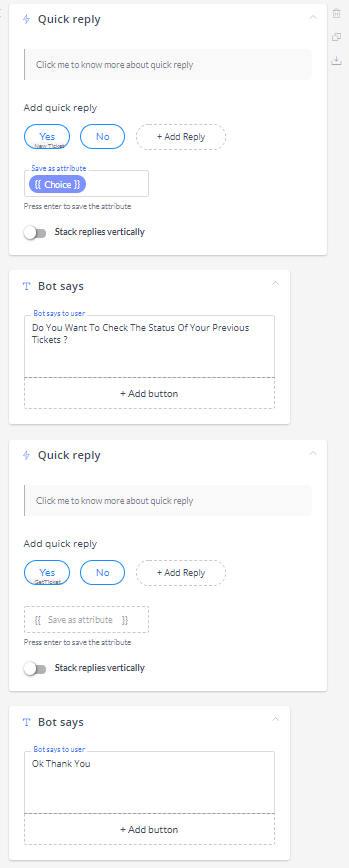 Quick reply
Click me to know more about quick reply
Add quick reply
Yes
New Ticket
No
+ Add Reply
Save as attribute
{{ Choice }}
Press enter to save the attribute
Stack replies vertically
Bot says
Bot says to user
Do You Want To Check The Status Of Your Previous
Tickets ?
+ Add button
Quick reply
Click me to know more about quick reply
Add quick reply
Yes
GetTicket
No
+ Add Reply
{{ Save as attribute }}
Press enter to save the attribute
Stack replies vertically
Bot says
Bot says to user
Ok Thank You
+ Add button